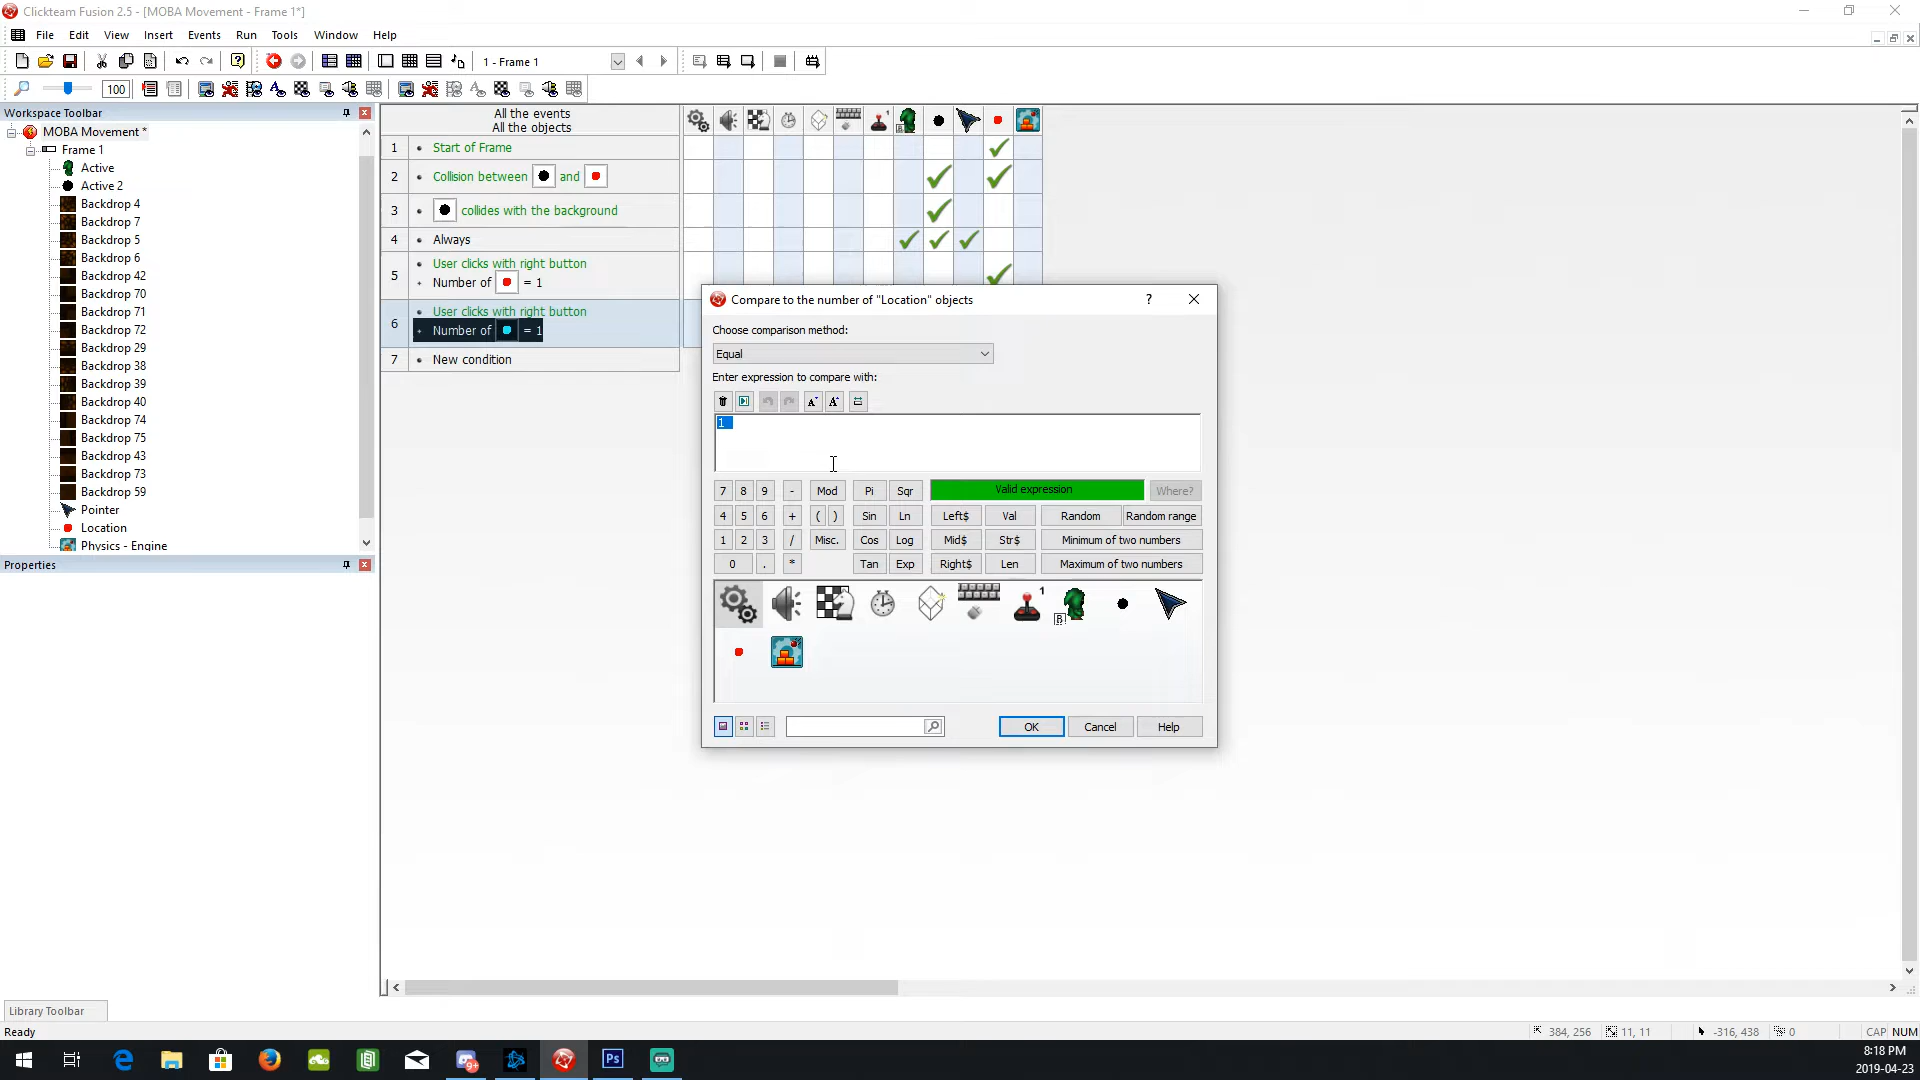 Clickteam Fusion 2.5 - [MOBA Movement - Frame 1*]
File Edit View Insert Events Run Tools Window Help
1 - Frame 1
100
Workspace Toolbar
MOBA Movement *
Frame 1
Active
Active 2
Backdrop 4
Backdrop 7
Backdrop 5
Backdrop 6
Backdrop 42
Backdrop 70
Backdrop 71
Backdrop 72
Backdrop 29
Backdrop 38
Backdrop 39
Backdrop 40
Backdrop 74
Backdrop 75
Backdrop 43
Backdrop 73
Backdrop 59
Pointer
Location
Physics - Engine
Properties
Library Toolbar
Ready
All the events
All the objects
1 Start of Frame
2 Collision between and
3 collides with the background
4 Always
5 User clicks with right button
Number of = 1
6 User clicks with right button
Number of = 1
7 New condition
Compare to the number of "Location" objects
Choose comparison method:
Equal
Enter expression to compare with:
1
7 8 9 - Mod Pi Sqr Valid expression Where?
4 5 6 + ( ) Sin Ln Left$ Val Random Random range
1 2 3 / Misc. Cos Log Mid$ Str$ Minimum of two numbers
0 . * Tan Exp Right$ Len Maximum of two numbers
OK Cancel Help
384, 256 11, 11 -316, 438 0 CAP NUM
8:18 PM
2019-04-23